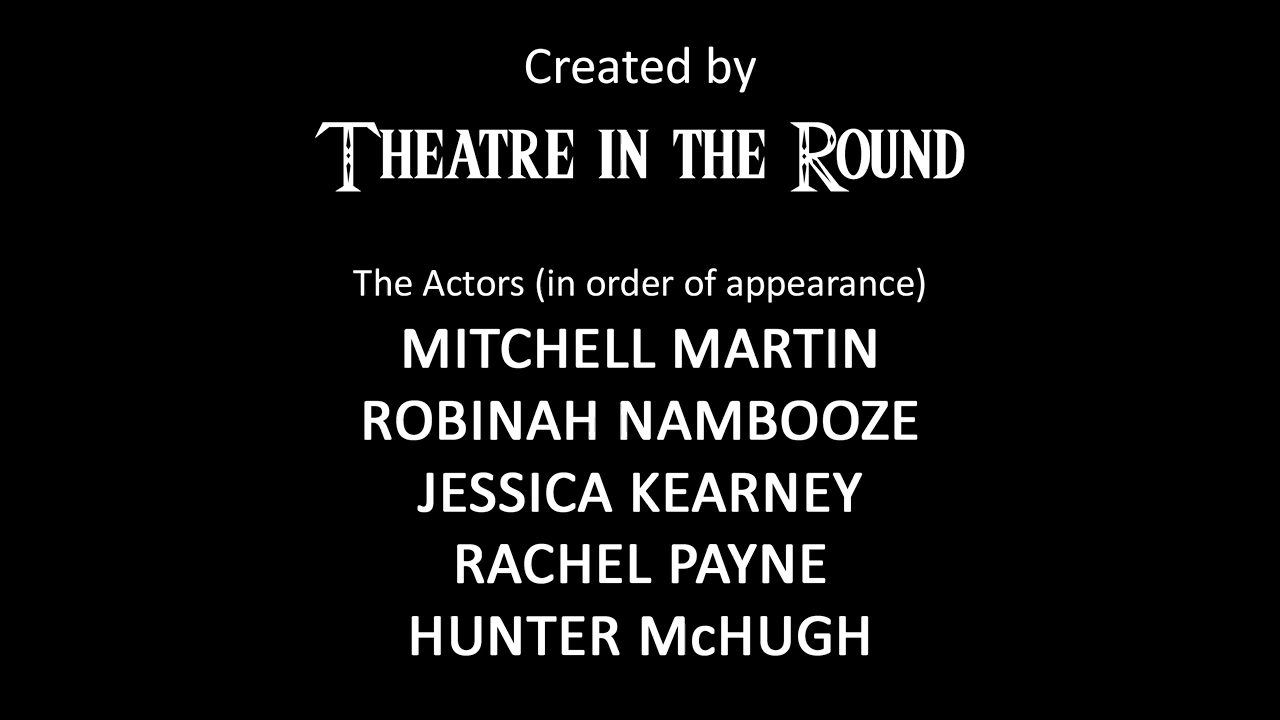 Created by
THEATRE IN THE ROUND
The Actors (in order of appearance)
MITCHELL MARTIN
ROBINAH NAMBOOZE
JESSICA KEARNEY
RACHEL PAYNE
HUNTER McHUGH